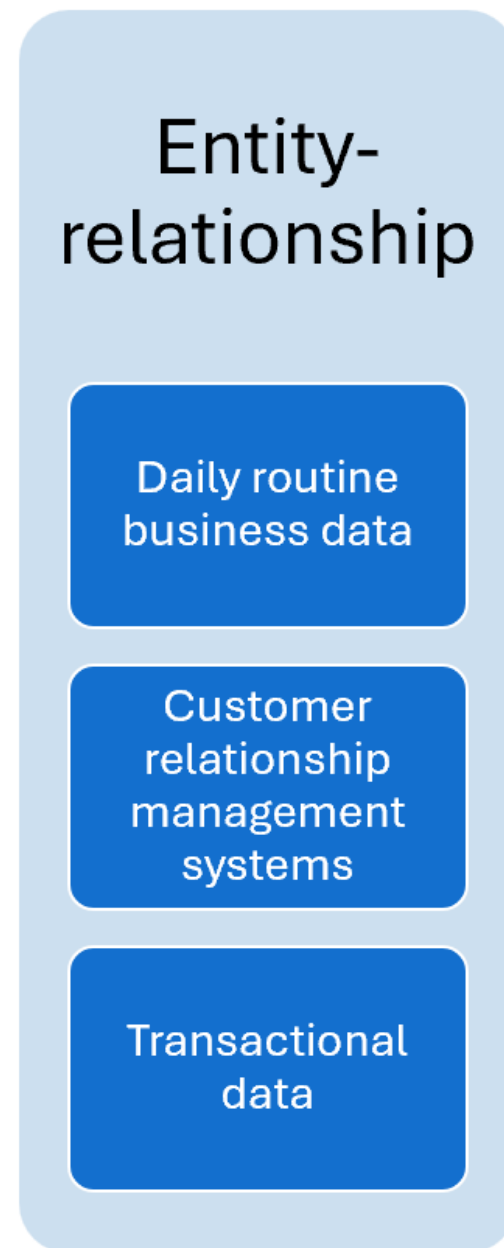 Entity-
relationship
Daily routine
business data
Customer
relationship
management
systems
Transactional
data